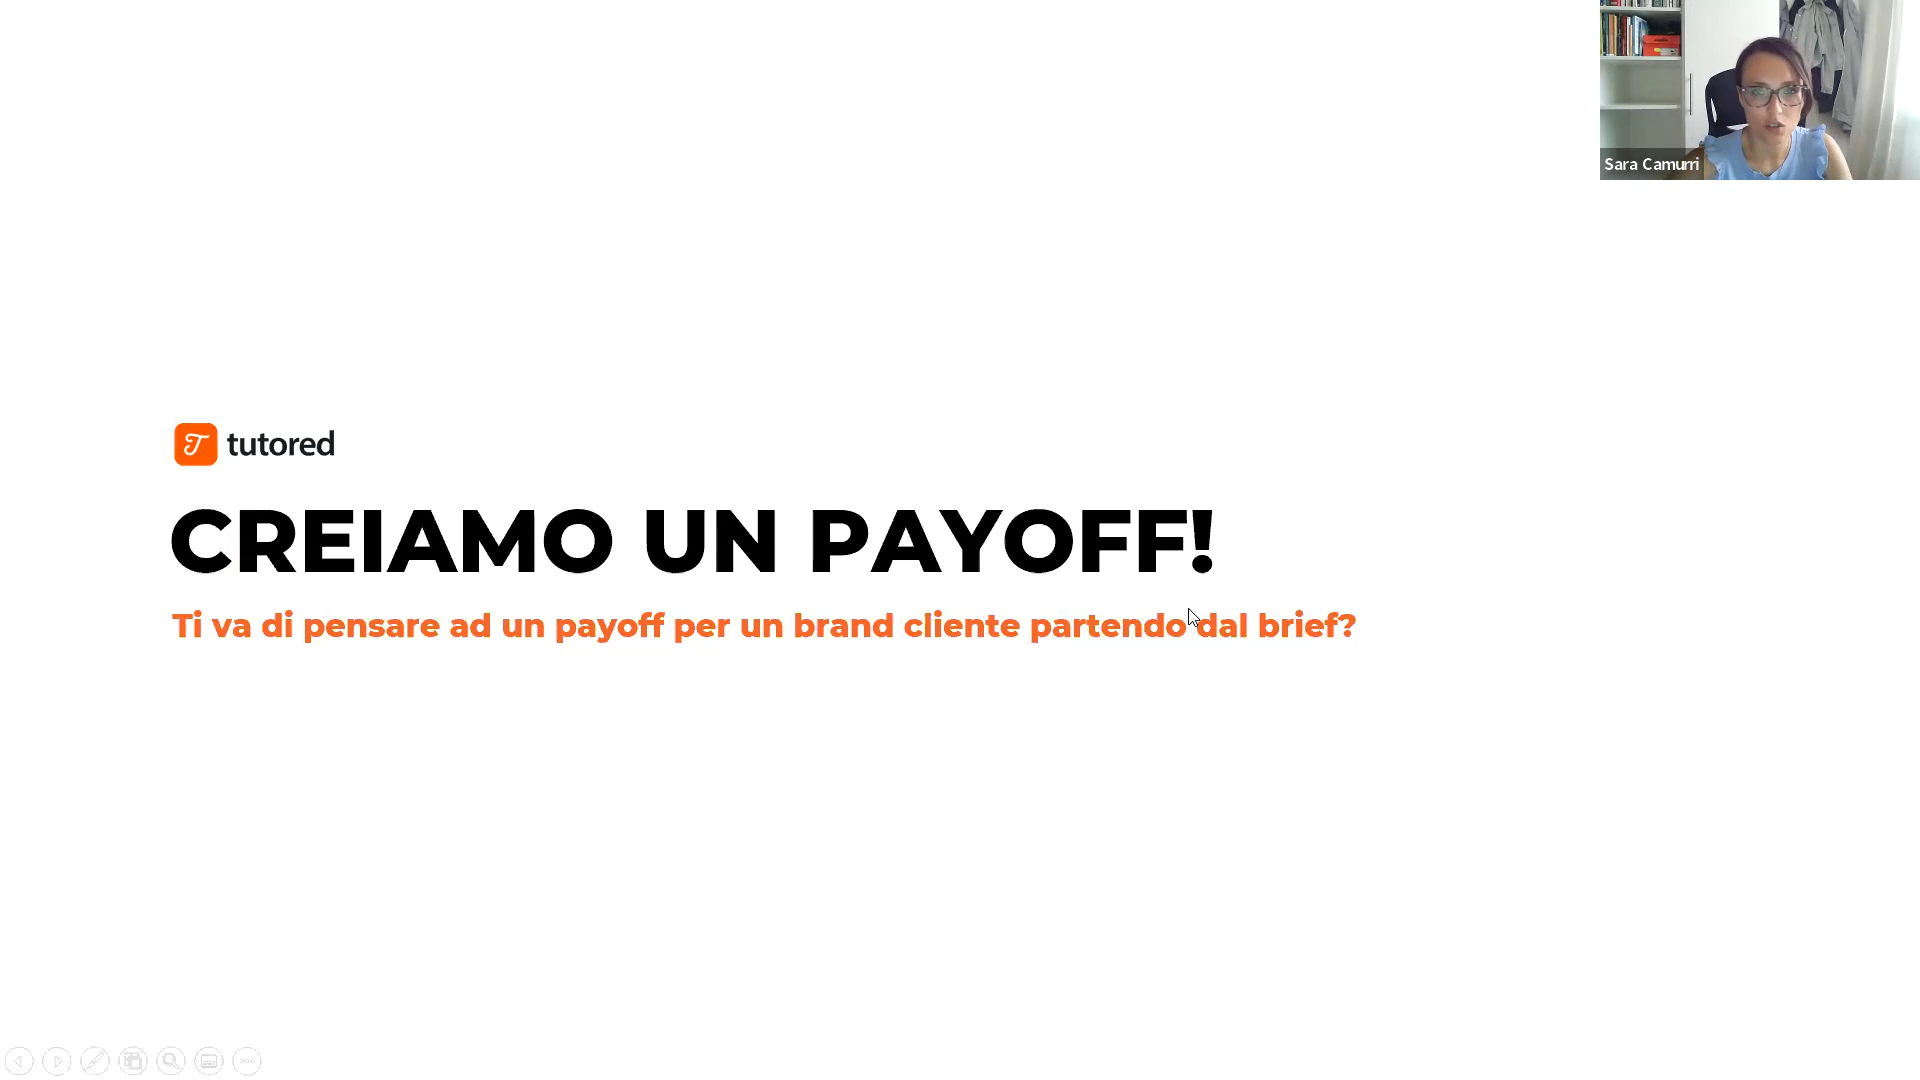 Sara Camurri
tutored
CREIAMO UN PAYOFF!
Ti va di pensare ad un payoff per un brand cliente partendo dal brief?